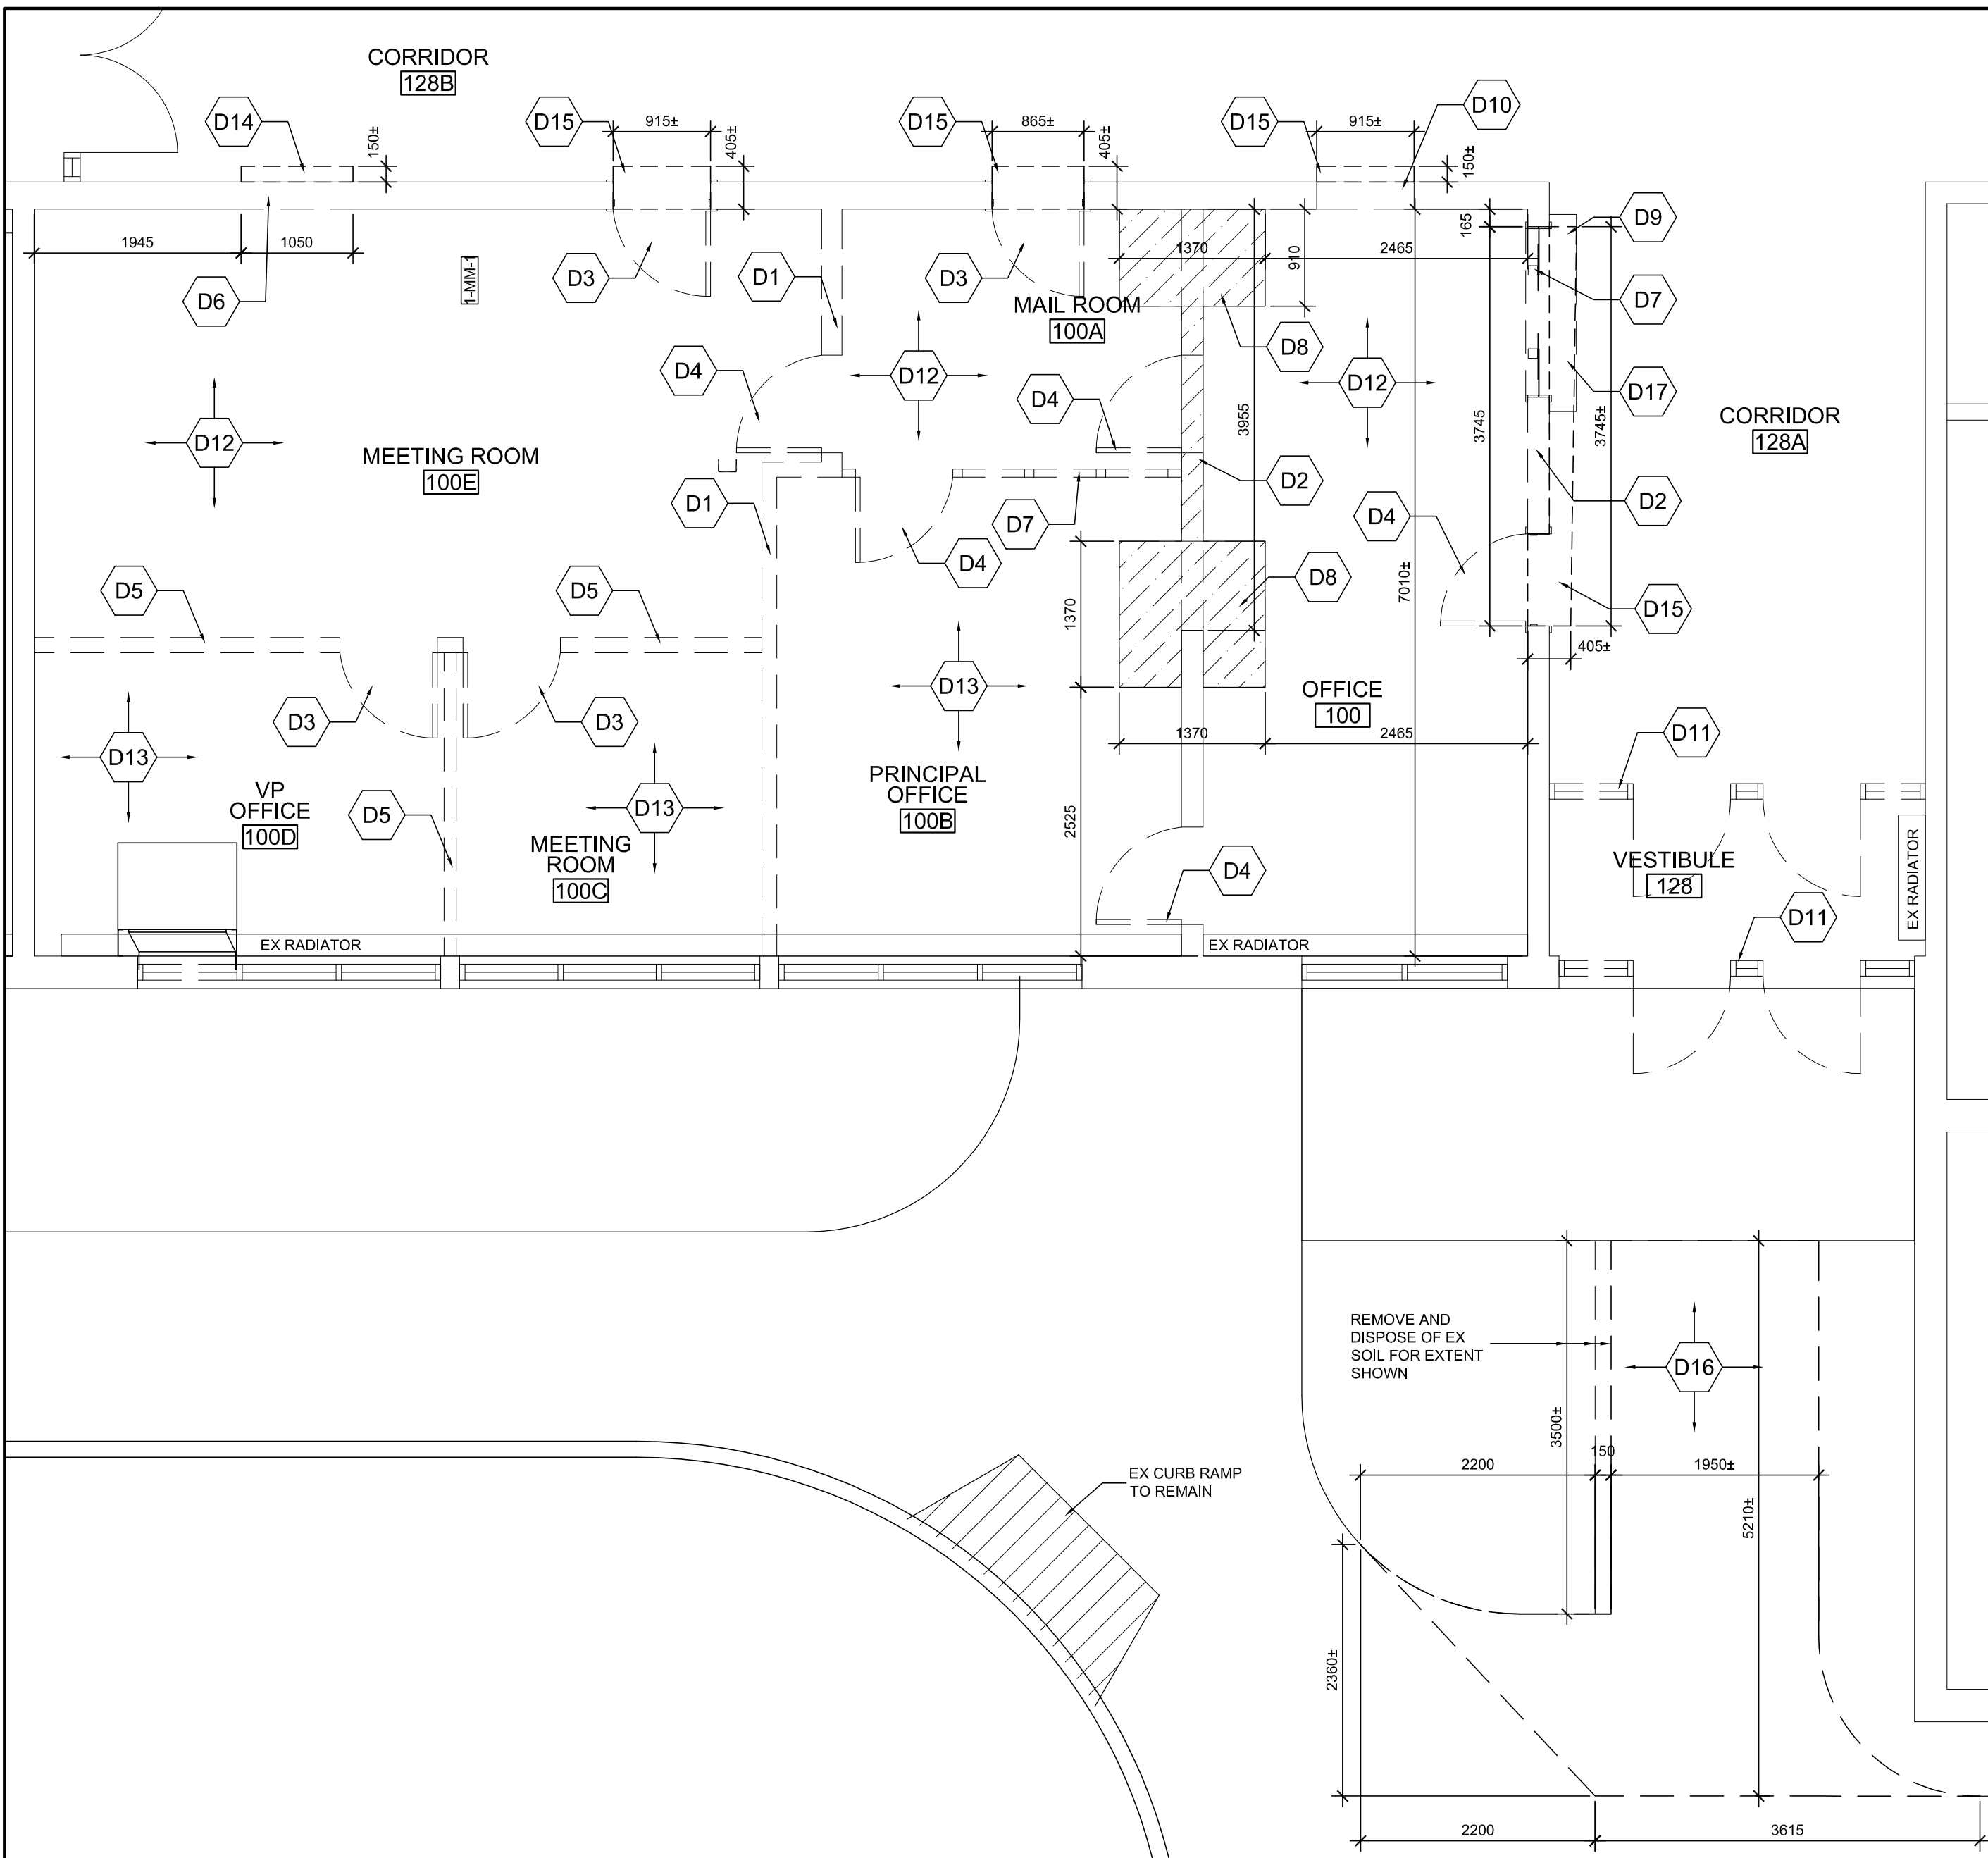 CORRIDOR
128B
D14
150±
D15
915±
405±
D15
865±
405±
D15
915±
D10
150±
1945
1050
D6
1-MM-1
D3
D1
D3
MAIL ROOM
100A
1370
910
2465
165
D9
D7
D8
D4
D12
D4
D12
3955
3745
3745±
D17
CORRIDOR
128A
D12
MEETING ROOM
100E
D1
D7
D4
D2
D4
D2
D5
D5
1370
D8
7010±
D15
405±
D3
D3
D13
OFFICE
100
D13
D13
1370
2465
D11
VP
OFFICE
100D
D5
MEETING
ROOM
100C
PRINCIPAL
OFFICE
100B
2525
D4
VESTIBULE
128
EX RADIATOR
D11
EX RADIATOR
EX RADIATOR
REMOVE AND
DISPOSE OF EX
SOIL FOR EXTENT
SHOWN
D16
3500±
2200
150
1950±
5210±
EX CURB RAMP
TO REMAIN
2360±
2200
3615